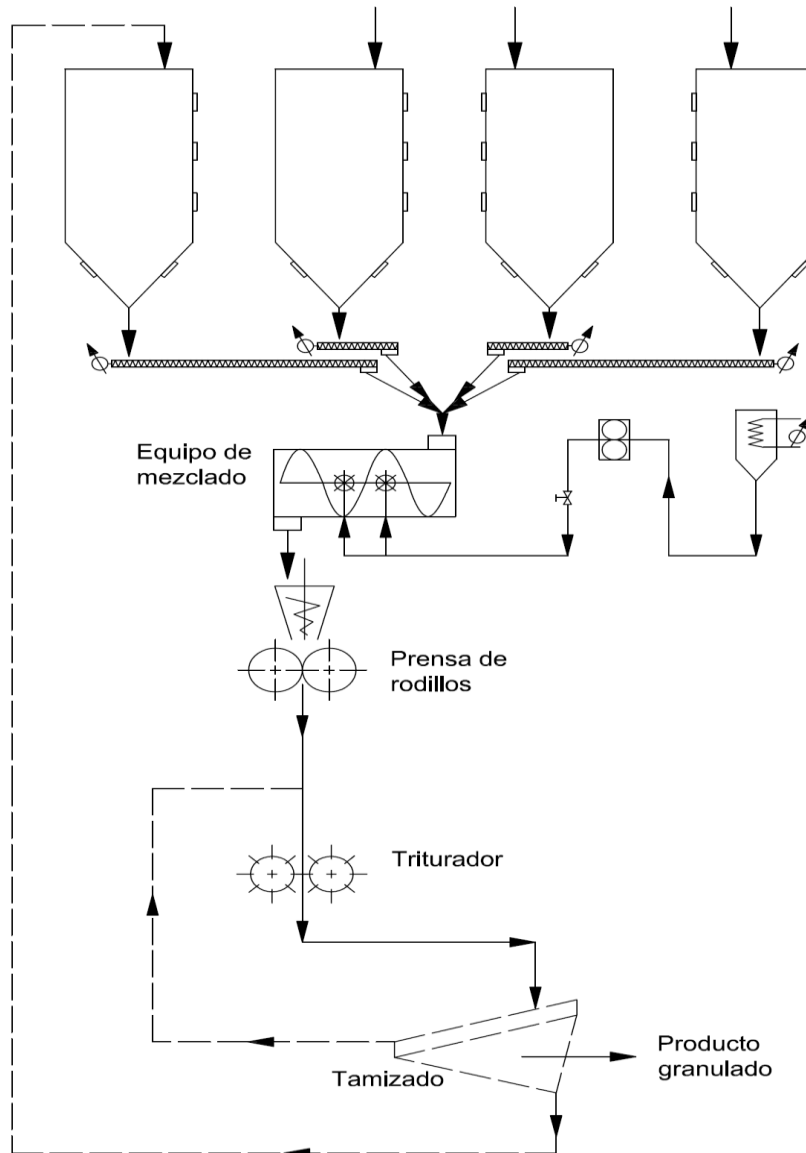 Equipo de
mezclado
Prensa de
rodillos
Triturador
Producto
granulado
Tamizado